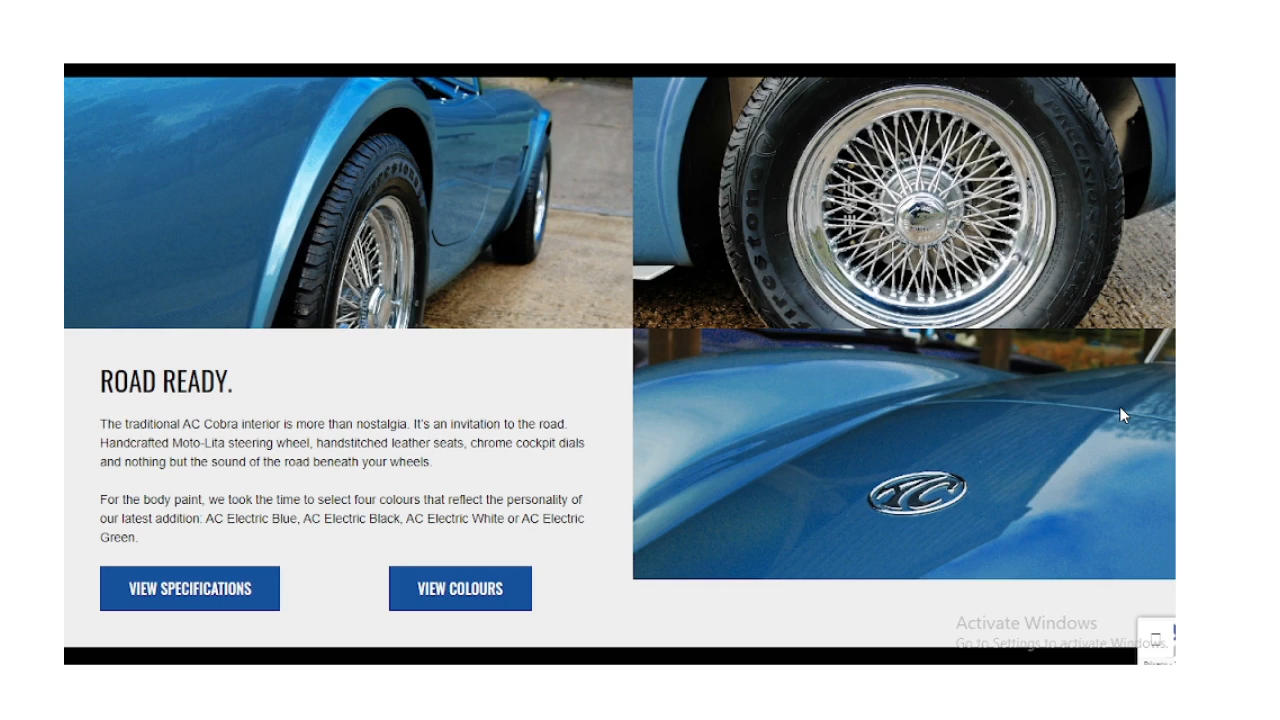 Firestone
Firestone
PRECISION
AC
ROAD READY.
The traditional AC Cobra interior is more than nostalgia. It's an invitation to the road.
Handcrafted Moto-Lita steering wheel, handstitched leather seats, chrome cockpit dials
and nothing but the sound of the road beneath your wheels.
For the body paint, we took the time to select four colours that reflect the personality of
our latest addition: AC Electric Blue, AC Electric Black, AC Electric White or AC Electric
Green.
VIEW SPECIFICATIONS
VIEW COLOURS
Activate Windows
Go to Settings to activate Windows.